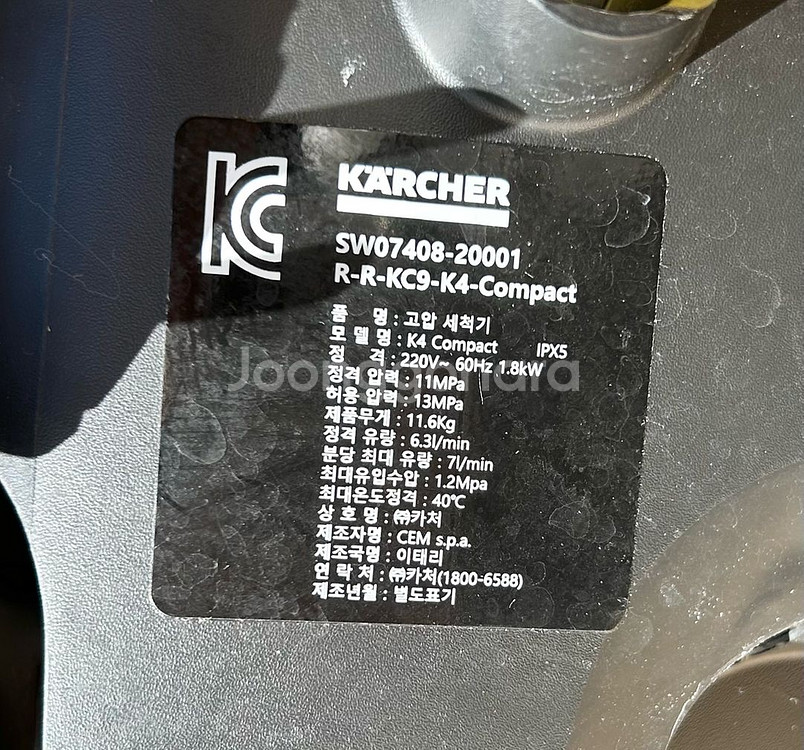 KC
KÄRCHER
SW07408-20001
R-R-KC9-K4-Compact
품 명 : 고압 세척기
모 델 명 : K4 Compact IPX5
정 격 : 220V~ 60Hz 1.8kW
정격 압력 : 11MPa
허용 압력 : 13MPa
제품무게 : 11.6Kg
정격 유량 : 6.3l/min
분당 최대 유량 : 7l/min
최대유입수압 : 1.2Mpa
최대온도정격 : 40℃
상 호 명 : ㈜카처
제조자명 : CEM s.p.a.
제조국명 : 이태리
연 락 처 : ㈜카처(1800-6588)
제조년월 : 별도표기
Joongonara